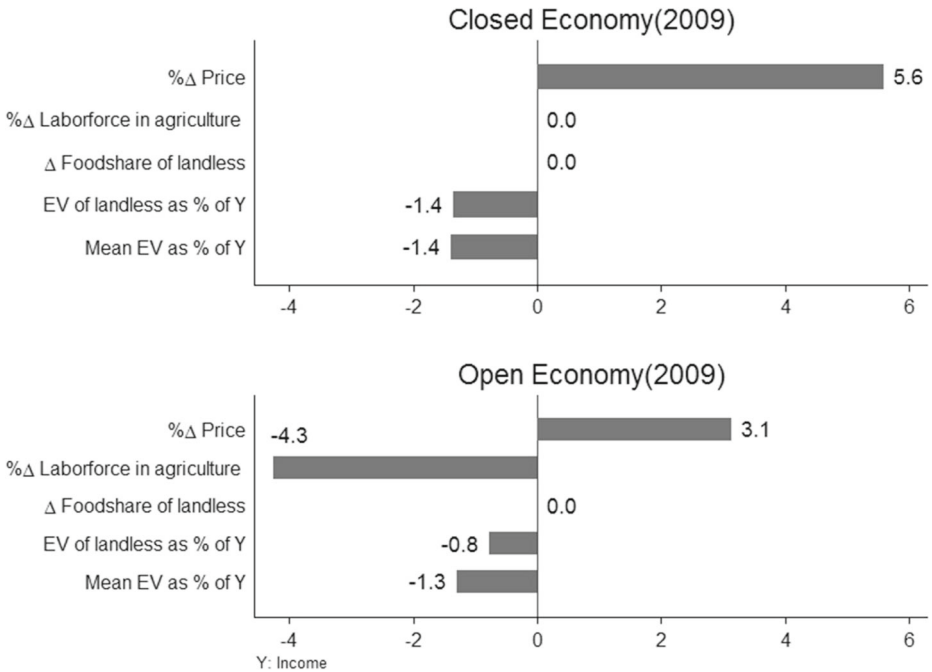 Closed Economy(2009)
%Δ Price
5.6
%Δ Laborforce in agriculture
0.0
Δ Foodshare of landless
0.0
EV of landless as % of Y
-1.4
Mean EV as % of Y
-1.4
-4 -2 0 2 4 6
Open Economy(2009)
%Δ Price
3.1
-4.3
%Δ Laborforce in agriculture
Δ Foodshare of landless
0.0
EV of landless as % of Y
-0.8
Mean EV as % of Y
-1.3
-4 -2 0 2 4 6
Y: Income